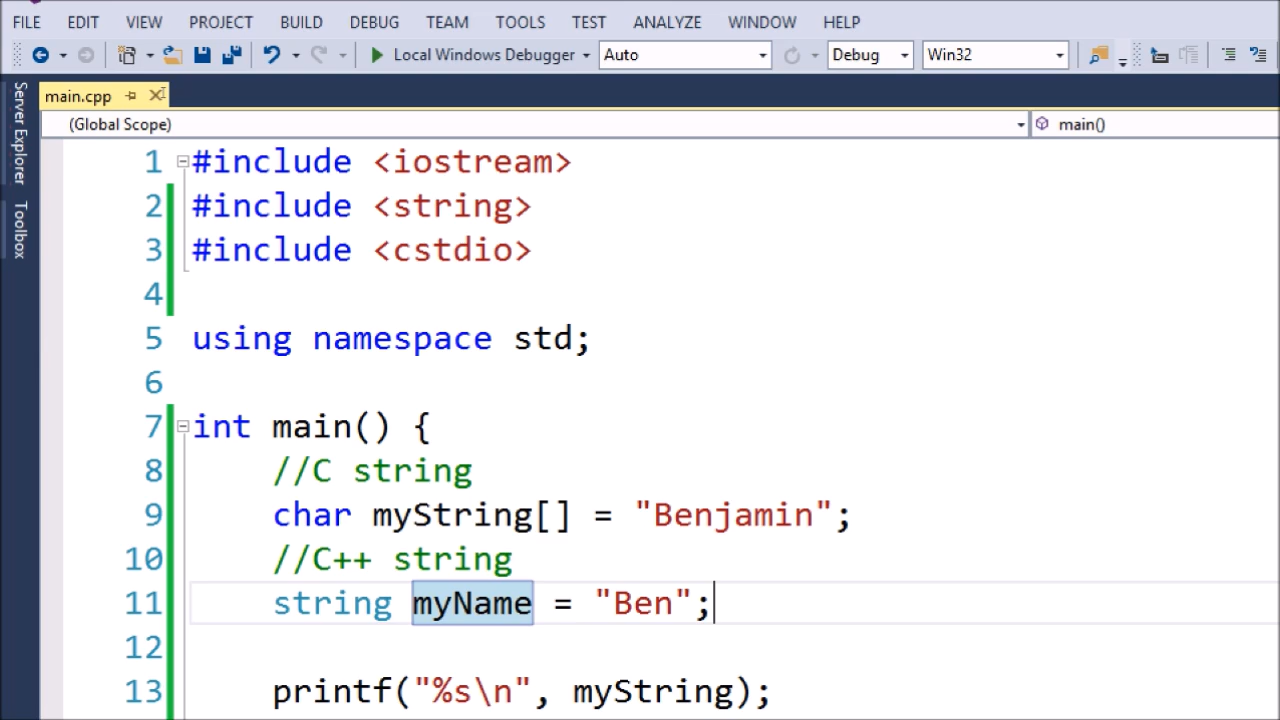 FILE EDIT VIEW PROJECT BUILD DEBUG TEAM TOOLS TEST ANALYZE WINDOW HELP
Local Windows Debugger Auto Debug Win32
Server Explorer
Toolbox
main.cpp
(Global Scope) main()
1 #include <iostream>
2 #include <string>
3 #include <cstdio>
4
5 using namespace std;
6
7 int main() {
8 //C string
9 char myString[] = "Benjamin";
10 //C++ string
11 string myName = "Ben";
12
13 printf("%s\n", myString);